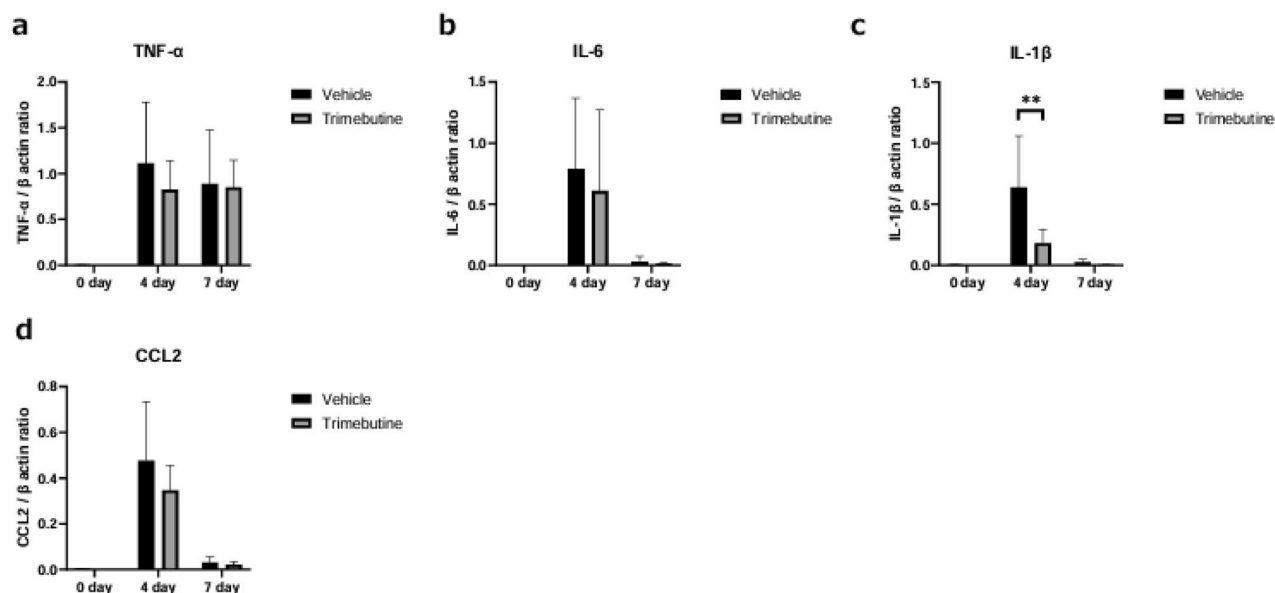 a
TNF-α
TNF-α / β actin ratio
2.0
1.5
1.0
0.5
0.0
0 day 4 day 7 day
Vehicle
Trimebutine
b
IL-6
IL-6 / β actin ratio
1.5
1.0
0.5
0.0
0 day 4 day 7 day
Vehicle
Trimebutine
c
IL-1β
IL-1β / β actin ratio
1.5
1.0
0.5
0.0
**
0 day 4 day 7 day
Vehicle
Trimebutine
d
CCL2
CCL2 / β actin ratio
0.8
0.6
0.4
0.2
0.0
0 day 4 day 7 day
Vehicle
Trimebutine